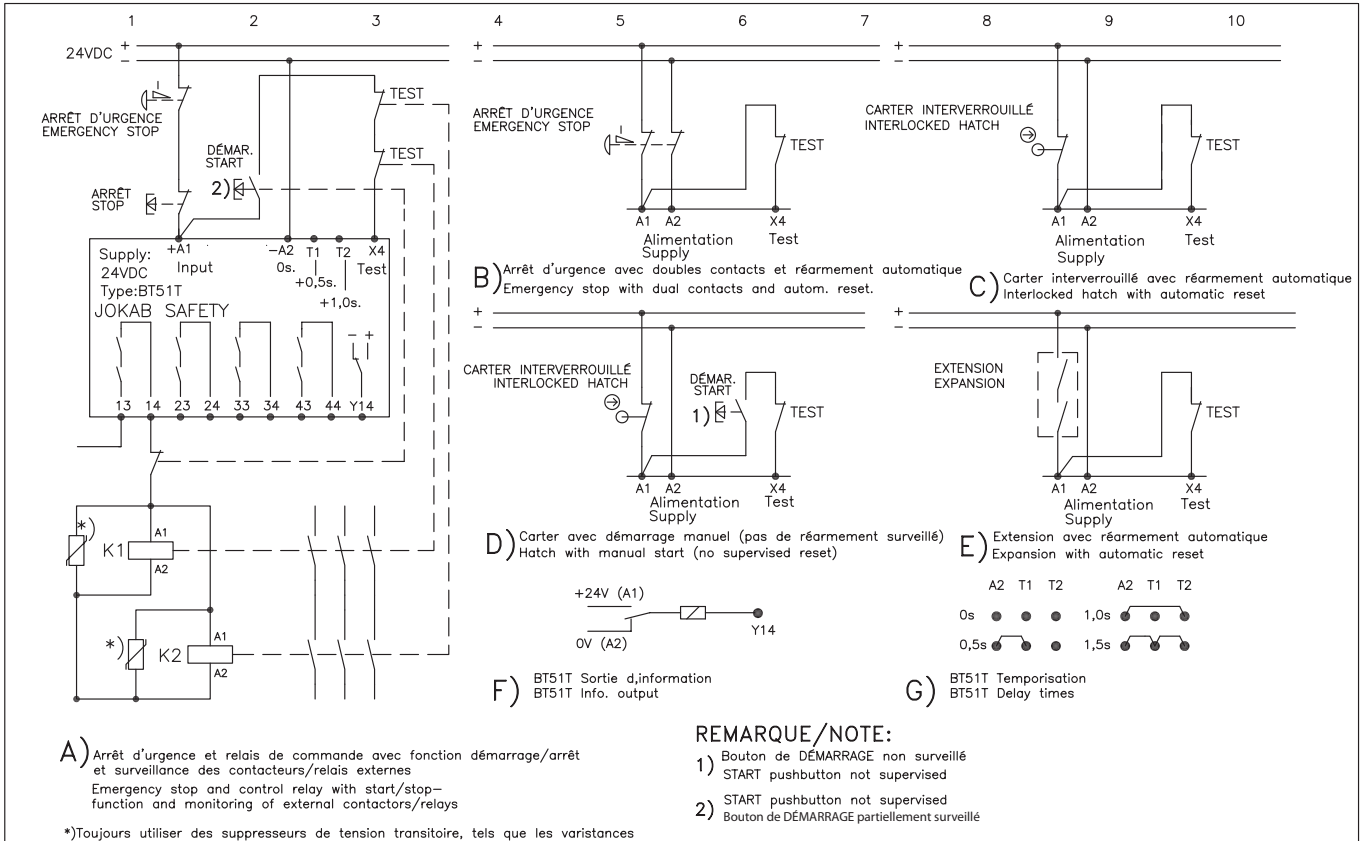 1 2 3 4 5 6 7 8 9 10
24VDC + -
+ -
+ -
ARRÊT D'URGENCE
EMERGENCY STOP
TEST
TEST
DÉMAR.
START
2)
ARRÊT
STOP
+A1 -A2 T1 T2 X4
Input 0s. Test
+0,5s.
+1,0s.
Supply:
24VDC
Type:BT51T
JOKAB SAFETY
- +
13 14 23 24 33 34 43 44 Y14
*)
K1
A1
A2
*)
K2
A1
A2
A) Arrêt d'urgence et relais de commande avec fonction démarrage/arrêt
et surveillance des contacteurs/relais externes
Emergency stop and control relay with start/stop-
function and monitoring of external contactors/relays
*)Toujours utiliser des suppresseurs de tension transitoire, tels que les varistances
ARRÊT D'URGENCE
EMERGENCY STOP
TEST
A1 A2 X4
Alimentation Test
Supply
B) Arrêt d'urgence avec doubles contacts et réarmement automatique
Emergency stop with dual contacts and autom. reset.
CARTER INTERVERROUILLÉ
INTERLOCKED HATCH
TEST
A1 A2 X4
Alimentation Test
Supply
C) Carter interverrouillé avec réarmement automatique
Interlocked hatch with automatic reset
+
-
CARTER INTERVERROUILLÉ
INTERLOCKED HATCH
DÉMAR.
START
1)
TEST
A1 A2 X4
Alimentation Test
Supply
D) Carter avec démarrage manuel (pas de réarmement surveillé)
Hatch with manual start (no supervised reset)
+
-
EXTENSION
EXPANSION
TEST
A1 A2 X4
Alimentation Test
Supply
E) Extension avec réarmement automatique
Expansion with automatic reset
+24V (A1)
0V (A2)
Y14
F) BT51T Sortie d,information
BT51T Info. output
A2 T1 T2 A2 T1 T2
0s 1,0s
0,5s 1,5s
G) BT51T Temporisation
BT51T Delay times
REMARQUE/NOTE:
1) Bouton de DÉMARRAGE non surveillé
START pushbutton not supervised
2) START pushbutton not supervised
Bouton de DÉMARRAGE partiellement surveillé